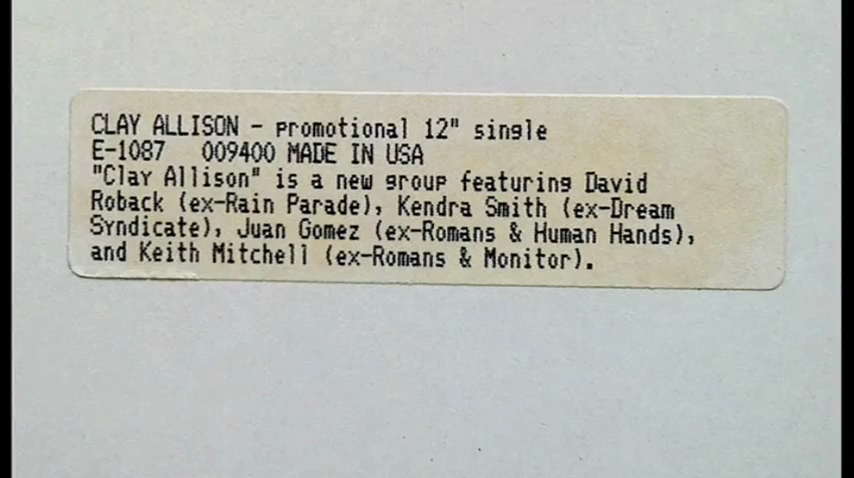 CLAY ALLISON - promotional 12" single
E-1087 009400 MADE IN USA
"Clay Allison" is a new group featuring David
Roback (ex-Rain Parade), Kendra Smith (ex-Dream
Syndicate), Juan Gomez (ex-Romans & Human Hands),
and Keith Mitchell (ex-Romans & Monitor).